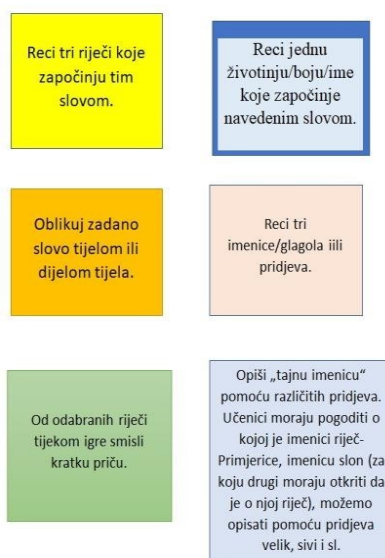 Reci tri riječi koje
započinju tim
slovom.
Reci jednu
životinju/boju/ime
koje započinje
navedenim slovom.
Oblikuj zadano
slovo tijelom ili
dijelom tijela.
Reci tri
imenice/glagola iili
pridjeva.
Od odabranih riječi
tijekom igre smisli
kratku priču.
Opiši „tajnu imenicu“
pomoću različitih pridjeva.
Učenici moraju pogoditi o
kojoj je imenici riječ-
Primjerice, imenicu slon (za
koju drugi moraju otkriti da
je o njoj riječ), možemo
opisati pomoću pridjeva
velik, sivi i sl.